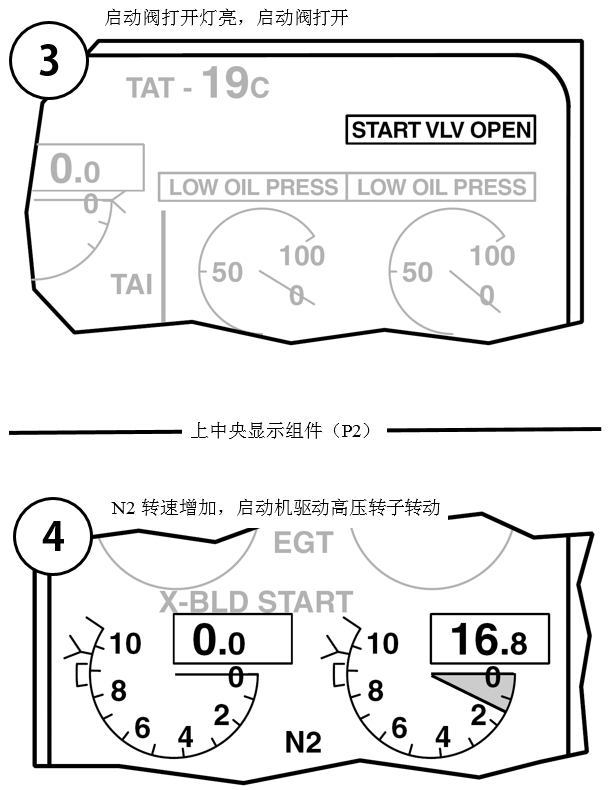 启动阀打开灯亮，启动阀打开
3
TAT - 19C
START VLV OPEN
0.0
LOW OIL PRESS LOW OIL PRESS
0
100 100
50 50
TAI 0 0
上中央显示组件（P2）
N2 转速增加，启动机驱动高压转子转动
4
EGT
X-BLD START
10 0.0 10 16.8
0 0
8 2 8 2
6 4 6 4
N2